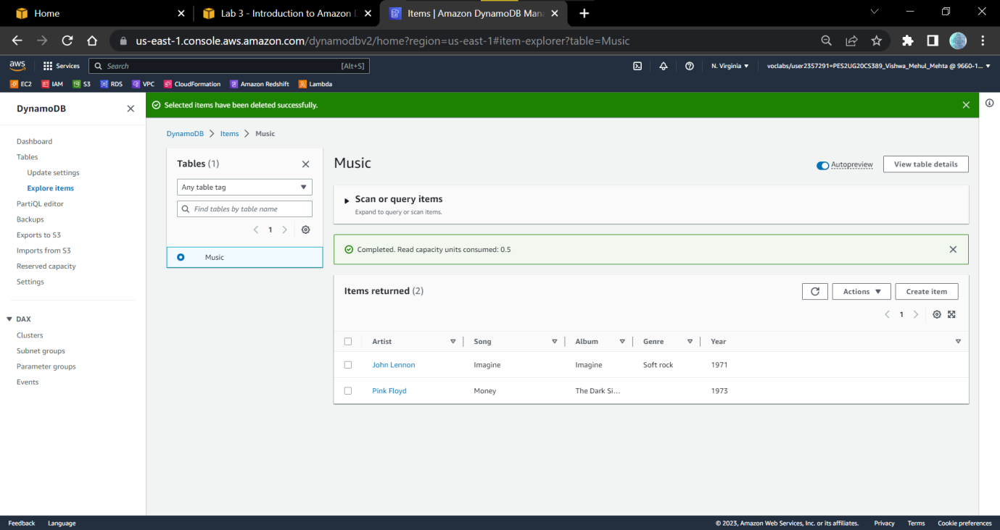 Home
Lab 3 - Introduction to Amazon D
Items | Amazon DynamoDB Man
us-east-1.console.aws.amazon.com/dynamodbv2/home?region=us-east-1#item-explorer?table=Music
aws Services Search [Alt+S] N. Virginia voclabs/user2357291=PES2UG20CS389_Vishwa_Mehul_Mehta @ 9660-1...
EC2 IAM S3 RDS VPC CloudFormation Amazon Redshift Lambda
DynamoDB
Dashboard
Tables
Update settings
Explore items
PartiQL editor
Backups
Exports to S3
Imports from S3
Reserved capacity
Settings
DAX
Clusters
Subnet groups
Parameter groups
Events
Selected items have been deleted successfully.
DynamoDB Items Music
Tables (1)
Any table tag
Find tables by table name
1
Music
Music
Autopreview View table details
Scan or query items
Expand to query or scan items.
Completed. Read capacity units consumed: 0.5
Items returned (2)
Actions Create item
1
Artist Song Album Genre Year
John Lennon Imagine Imagine Soft rock 1971
Pink Floyd Money The Dark Si... 1973
Feedback Language © 2023, Amazon Web Services, Inc. or its affiliates. Privacy Terms Cookie preferences